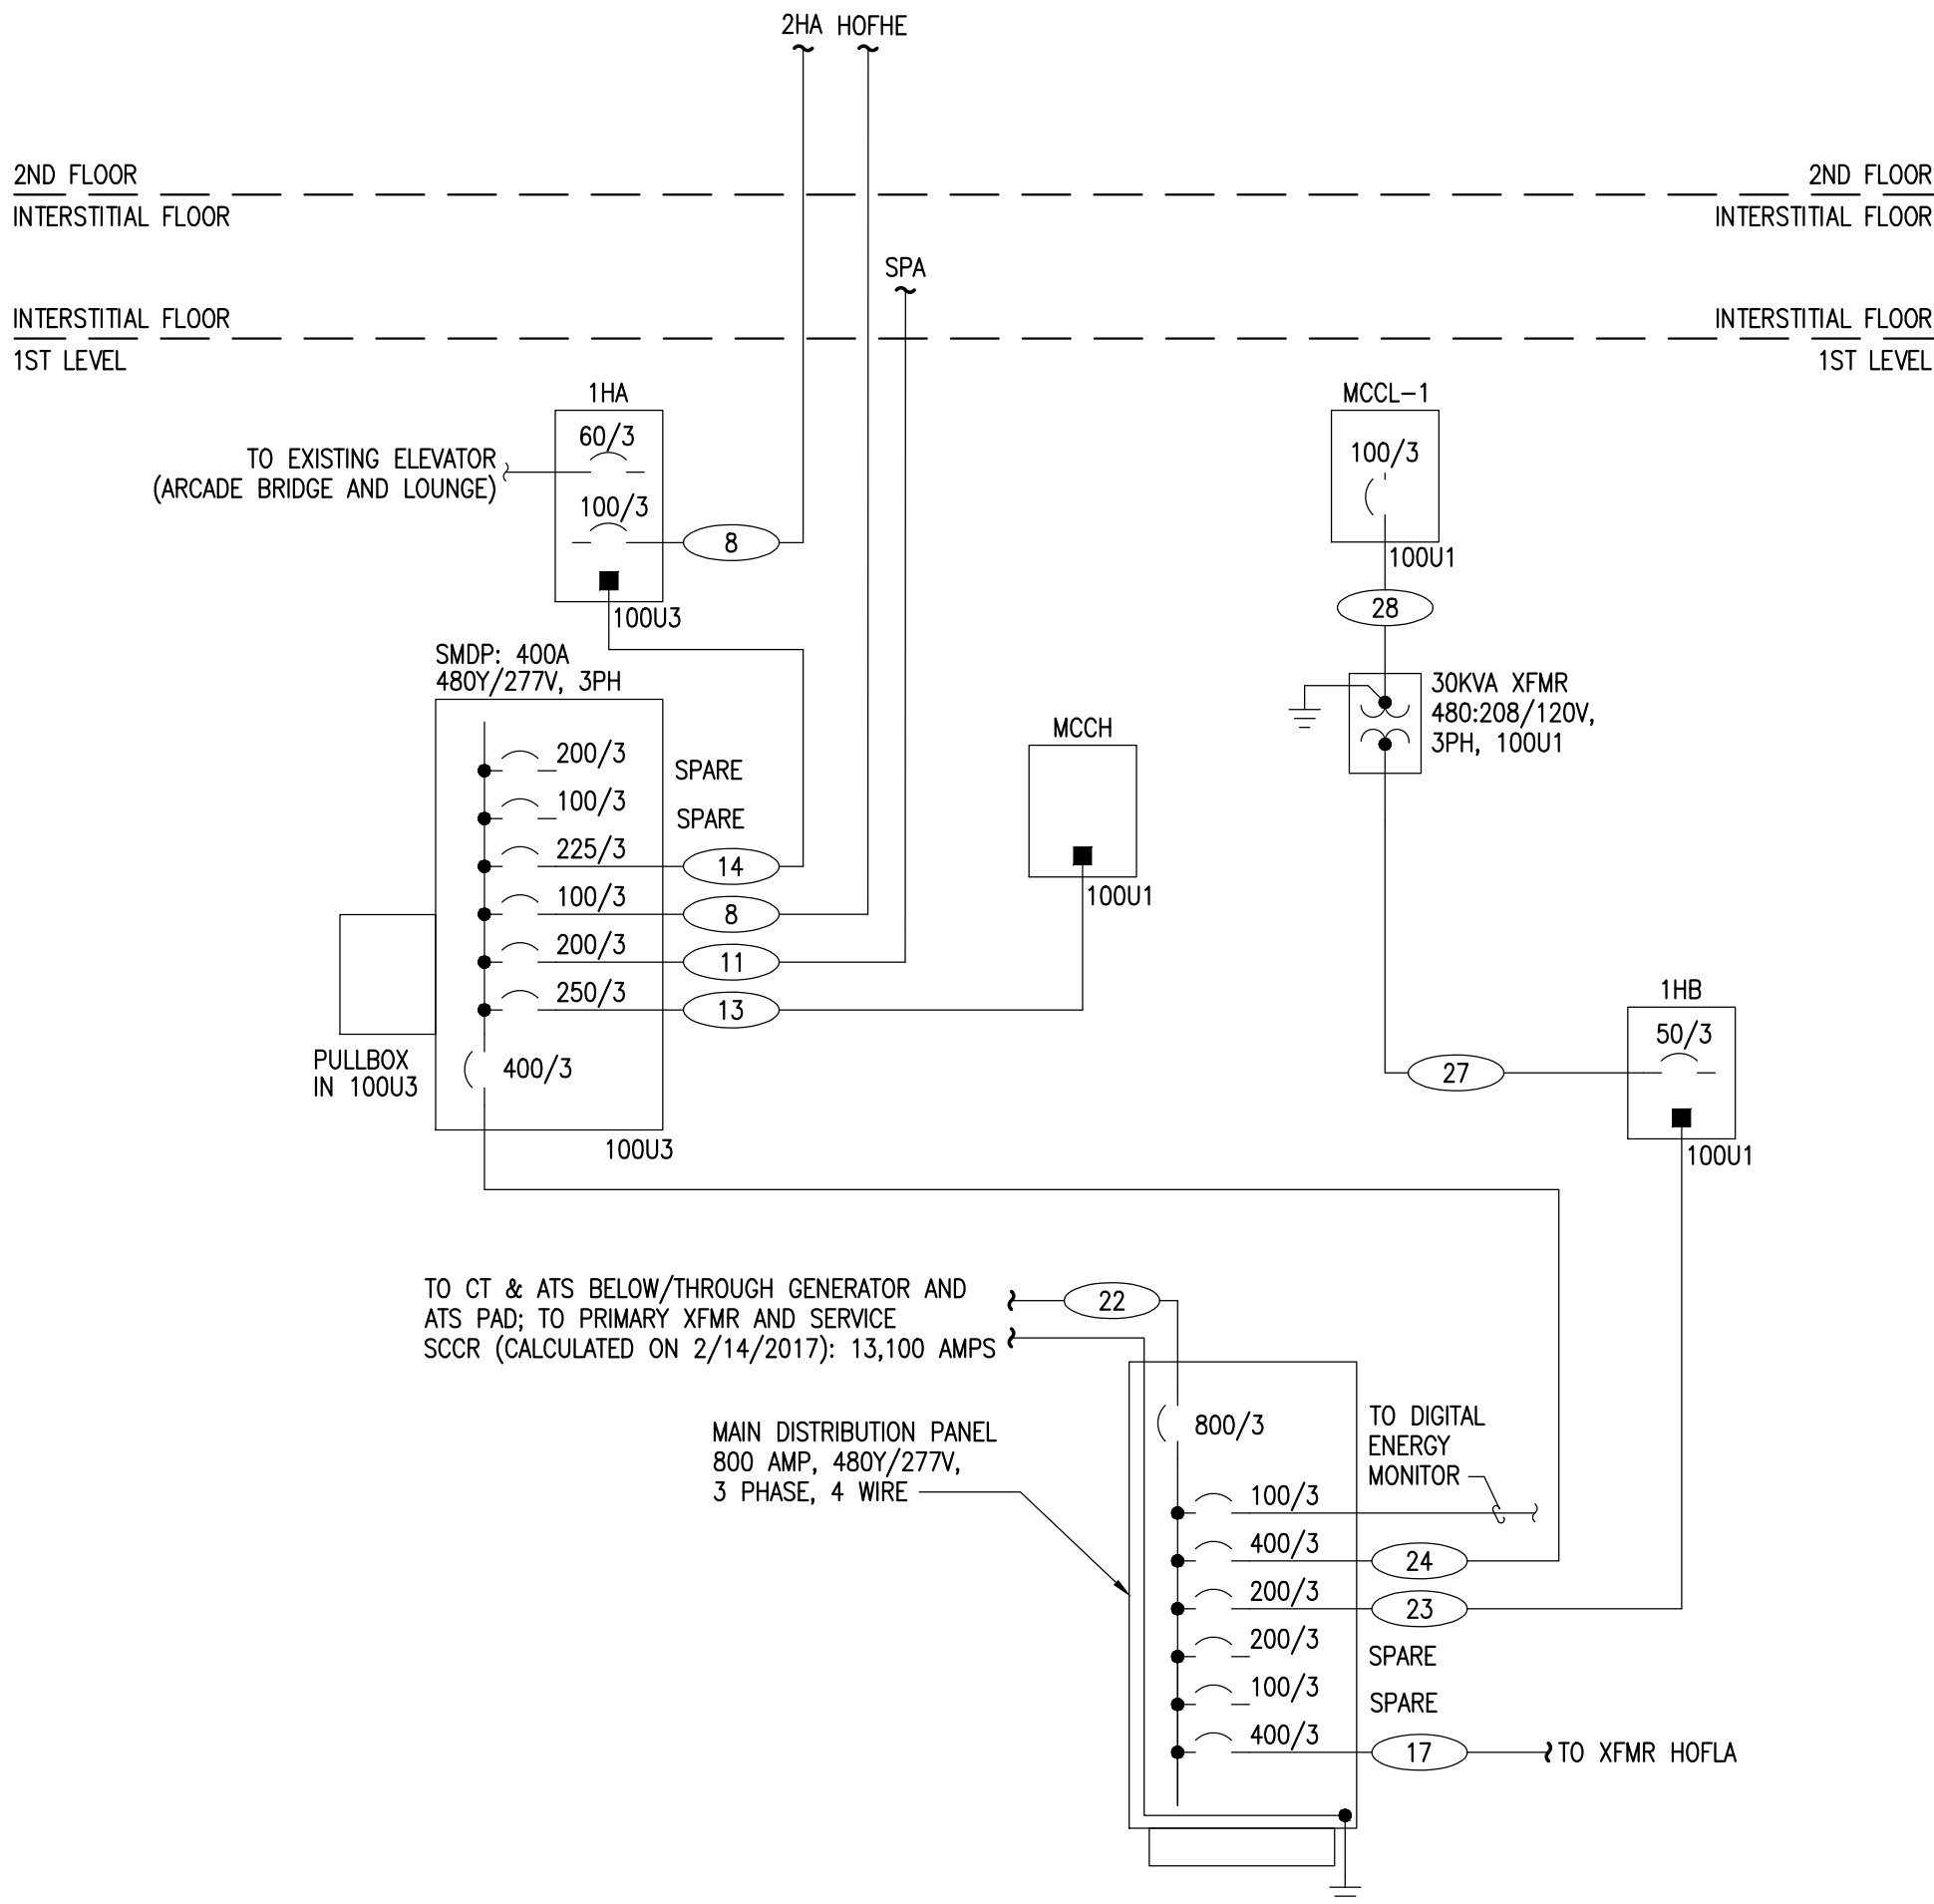 2HA HOFHE
2ND FLOOR
2ND FLOOR
INTERSTITIAL FLOOR
INTERSTITIAL FLOOR
SPA
INTERSTITIAL FLOOR
INTERSTITIAL FLOOR
1ST LEVEL
1ST LEVEL
1HA
60/3
TO EXISTING ELEVATOR
(ARCADE BRIDGE AND LOUNGE)
100/3
8
100U3
MCCL-1
100/3
100U1
28
30KVA XFMR
480:208/120V,
3PH, 100U1
SMDP: 400A
480Y/277V, 3PH
200/3
SPARE
100/3
SPARE
225/3
14
100/3
8
200/3
11
250/3
13
400/3
PULLBOX
IN 100U3
100U3
MCCH
100U1
1HB
50/3
27
100U1
TO CT & ATS BELOW/THROUGH GENERATOR AND
ATS PAD; TO PRIMARY XFMR AND SERVICE
SCCR (CALCULATED ON 2/14/2017): 13,100 AMPS
22
MAIN DISTRIBUTION PANEL
800 AMP, 480Y/277V,
3 PHASE, 4 WIRE
800/3
TO DIGITAL
ENERGY
MONITOR
100/3
400/3
24
200/3
23
200/3
SPARE
100/3
SPARE
400/3
17
TO XFMR HOFLA